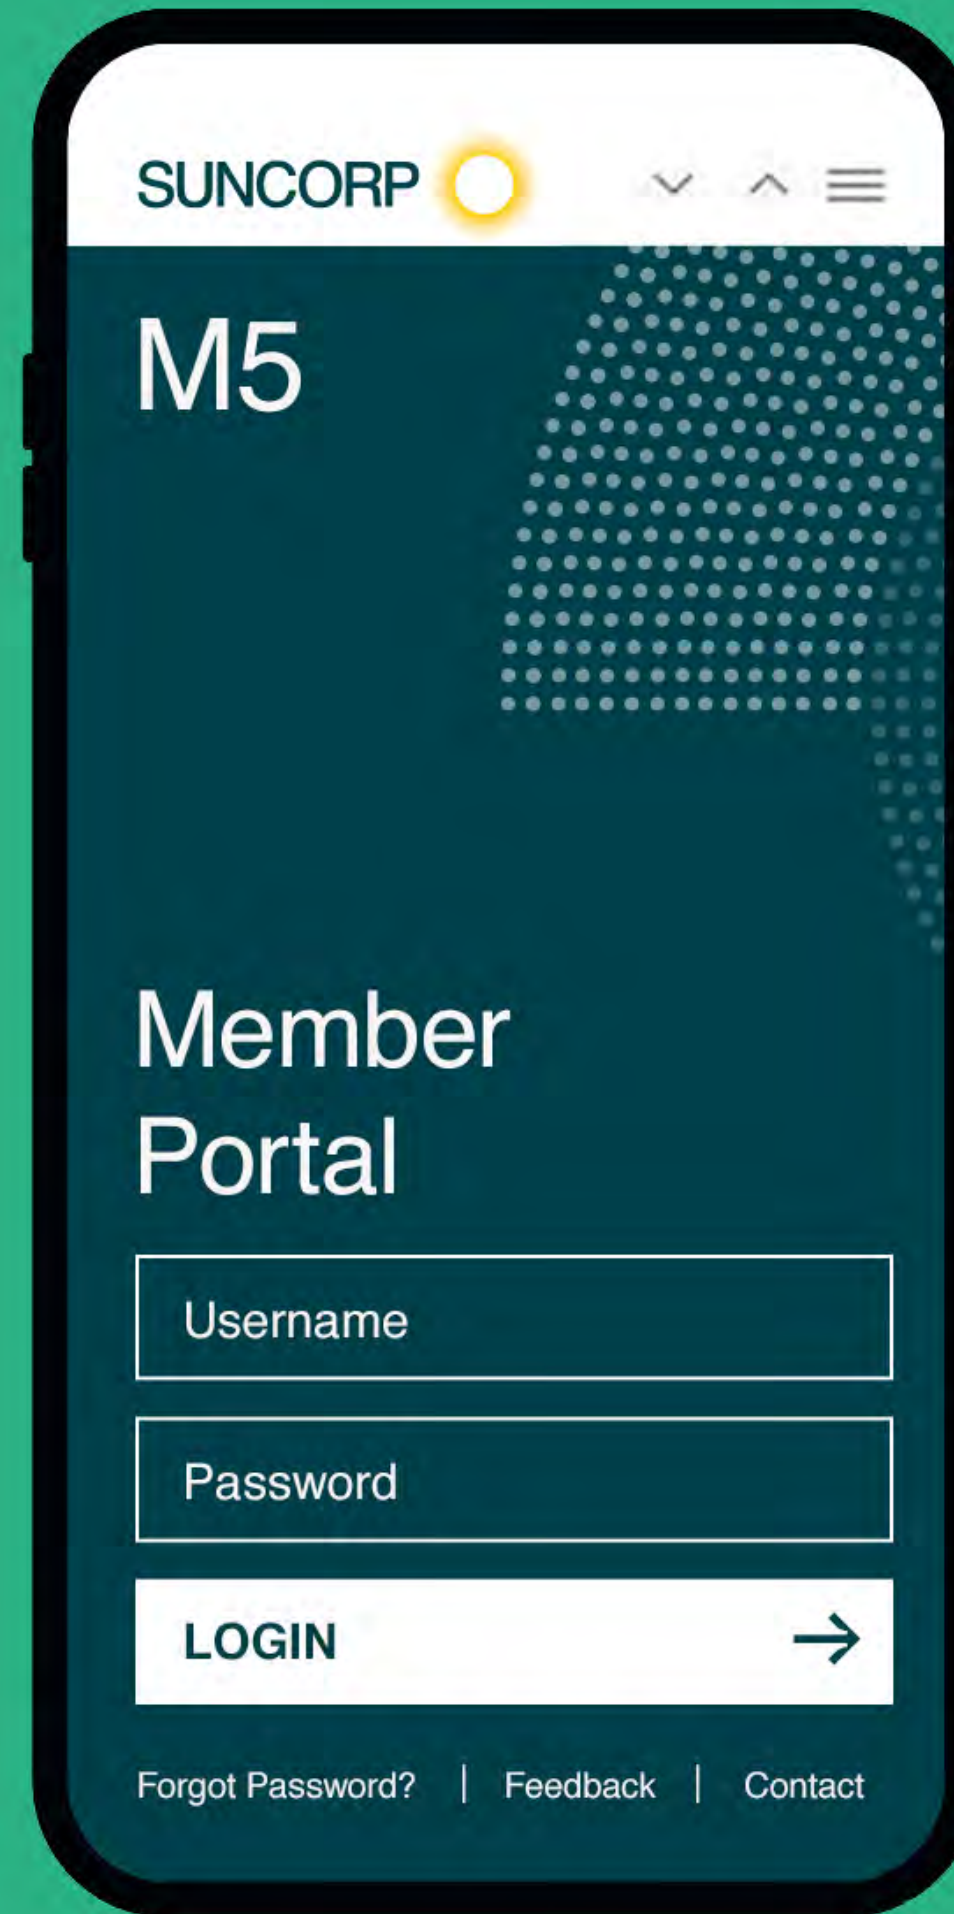 SUNCORP
M5
Member
Portal
Username
Password
LOGIN
Forgot Password? | Feedback | Contact